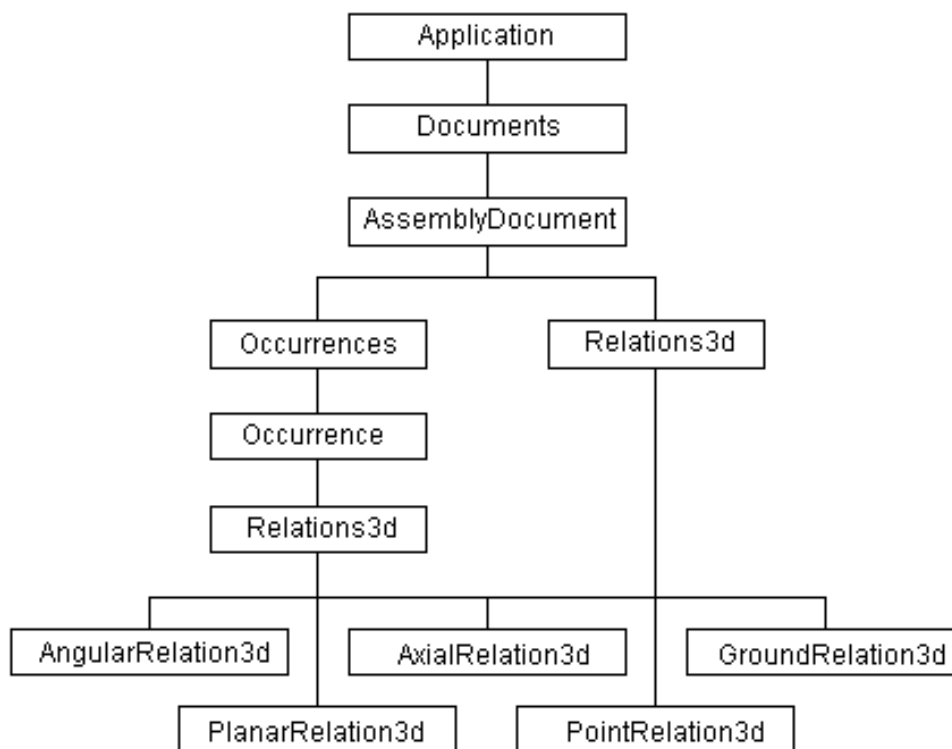 Application
Documents
AssemblyDocument
Occurrences
Relations3d
Occurrence
Relations3d
AngularRelation3d
AxialRelation3d
GroundRelation3d
PlanarRelation3d
PointRelation3d